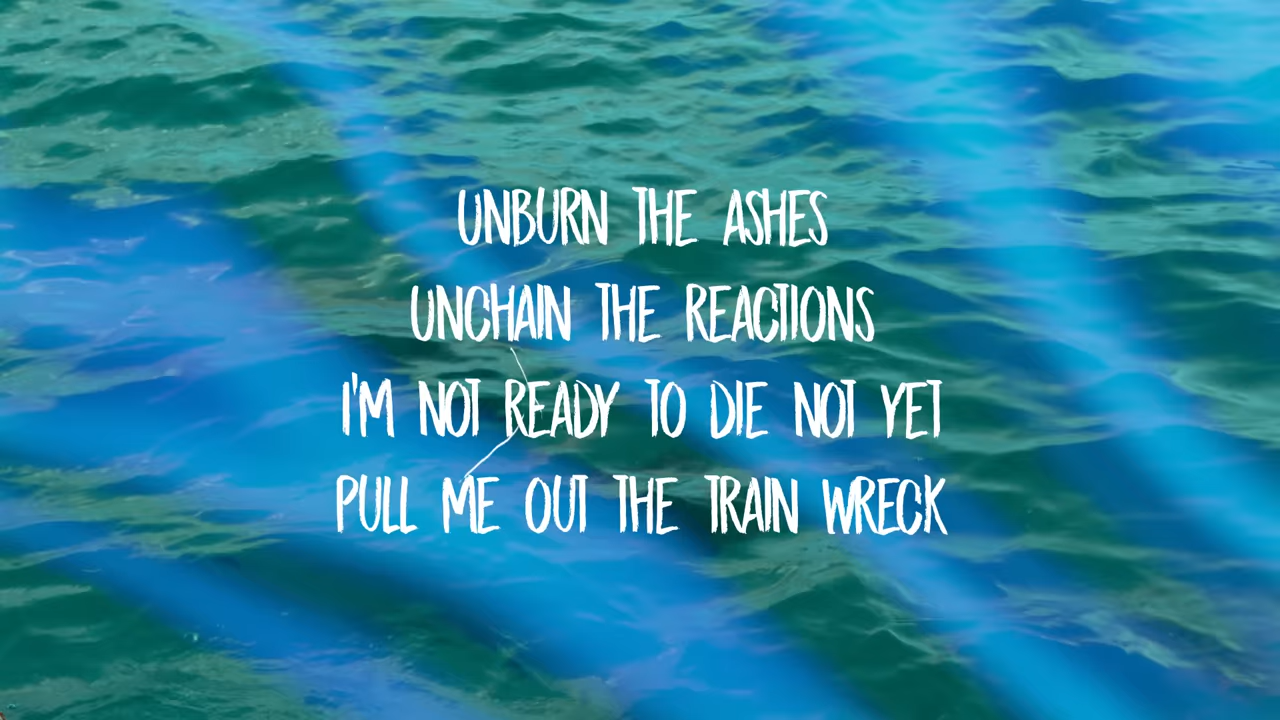 UNBURN THE ASHES
UNCHAIN THE REACTIONS
I'M NOT READY TO DIE NOT YET
PULL ME OUT THE TRAIN WRECK